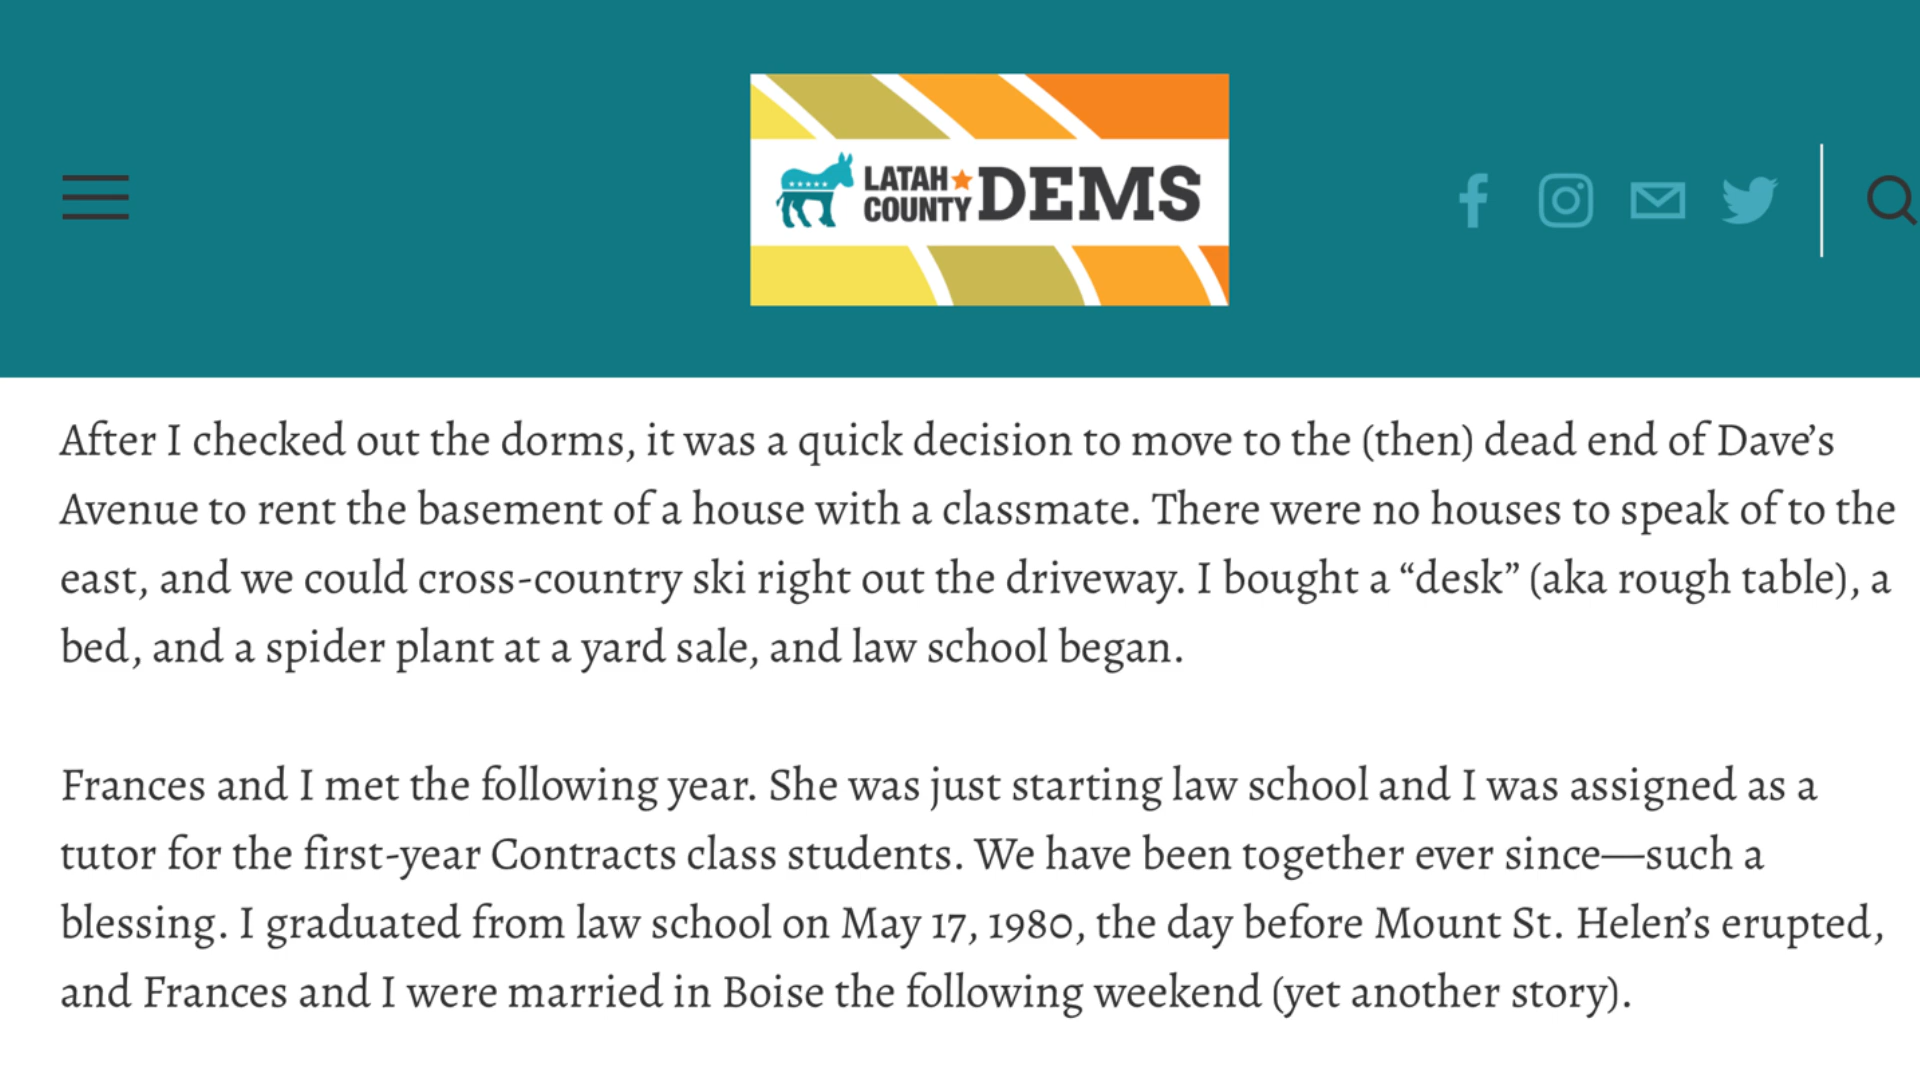 LATAH
COUNTY DEMS
After I checked out the dorms, it was a quick decision to move to the (then) dead end of Dave’s
Avenue to rent the basement of a house with a classmate. There were no houses to speak of to the
east, and we could cross-country ski right out the driveway. I bought a “desk” (aka rough table), a
bed, and a spider plant at a yard sale, and law school began.
Frances and I met the following year. She was just starting law school and I was assigned as a
tutor for the first-year Contracts class students. We have been together ever since—such a
blessing. I graduated from law school on May 17, 1980, the day before Mount St. Helen’s erupted,
and Frances and I were married in Boise the following weekend (yet another story).